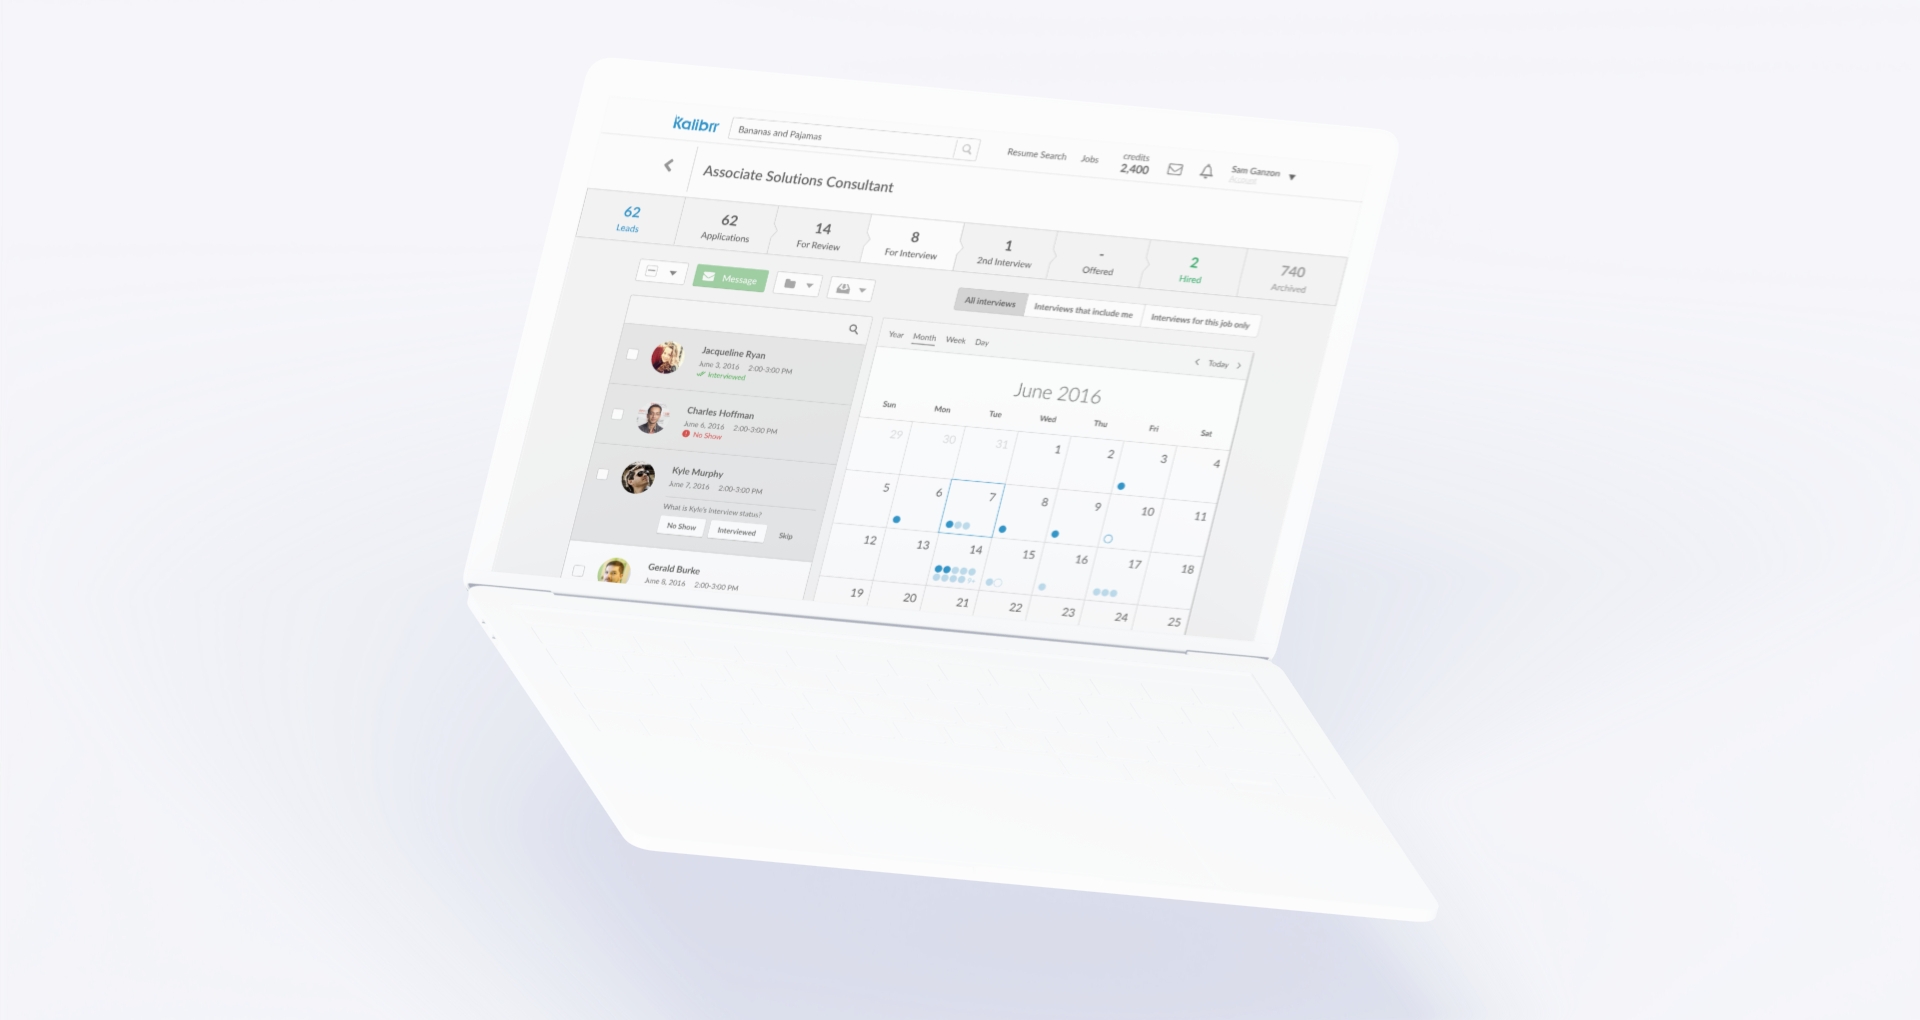 Kalibrr
Bananas and Pajamas
Resume Search
Jobs
credits
2,400
Sam Ganzon
Account
Associate Solutions Consultant
62
Leads
62
Applications
14
For Review
8
For Interview
1
2nd Interview
-
Offered
2
Hired
740
Archived
Message
All interviews
Interviews that include me
Interviews for this job only
Jacqueline Ryan
June 3, 2016 2:00-3:00 PM
Interviewed
Charles Hoffman
June 6, 2016 2:00-3:00 PM
No Show
Kyle Murphy
June 7, 2016 2:00-3:00 PM
What is Kyle's interview status?
No Show Interviewed Skip
Gerald Burke
June 8, 2016 2:00-3:00 PM
Year Month Week Day
Today
June 2016
Sun Mon Tue Wed Thu Fri Sat
29 30 31 1 2 3 4
5 6 7 8 9 10 11
12 13 14 15 16 17 18
19 20 21 22 23 24 25